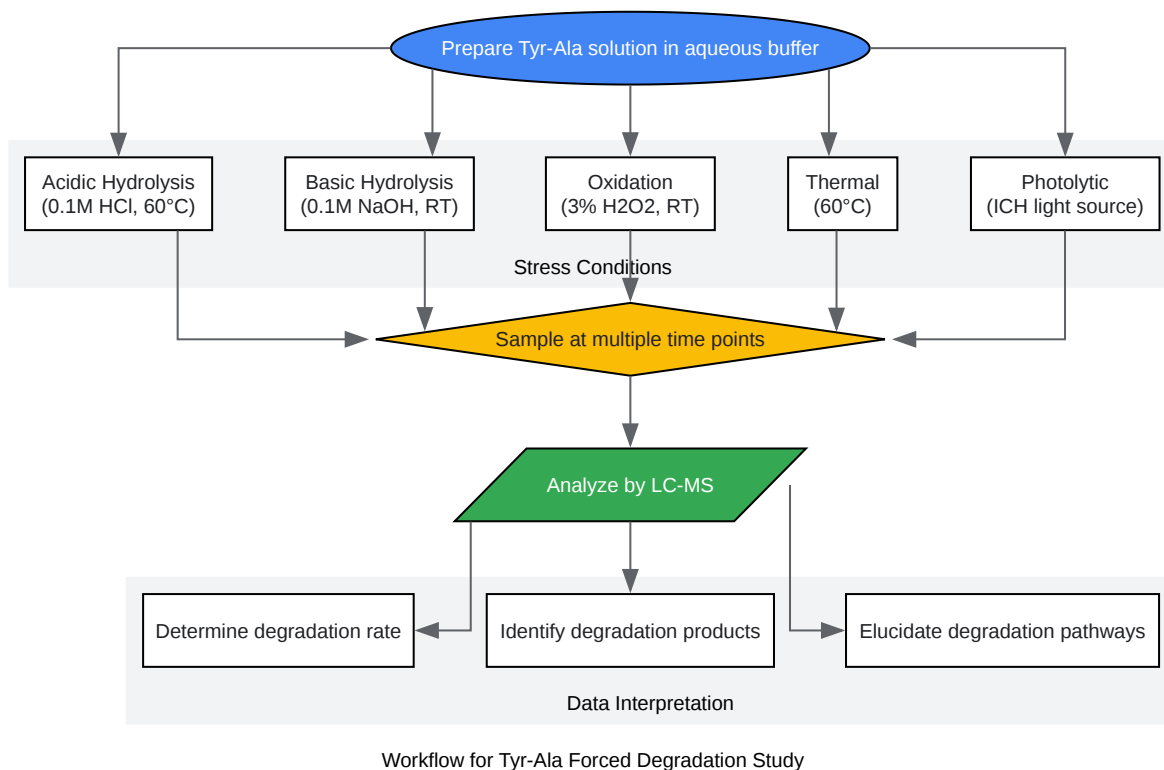 Prepare Tyr-Ala solution in aqueous buffer
Acidic Hydrolysis
(0.1M HCl, 60°C)
Basic Hydrolysis
(0.1M NaOH, RT)
Oxidation
(3% H2O2, RT)
Thermal
(60°C)
Photolytic
(ICH light source)
Stress Conditions
Sample at multiple time points
Analyze by LC-MS
Determine degradation rate
Identify degradation products
Elucidate degradation pathways
Data Interpretation
Workflow for Tyr-Ala Forced Degradation Study